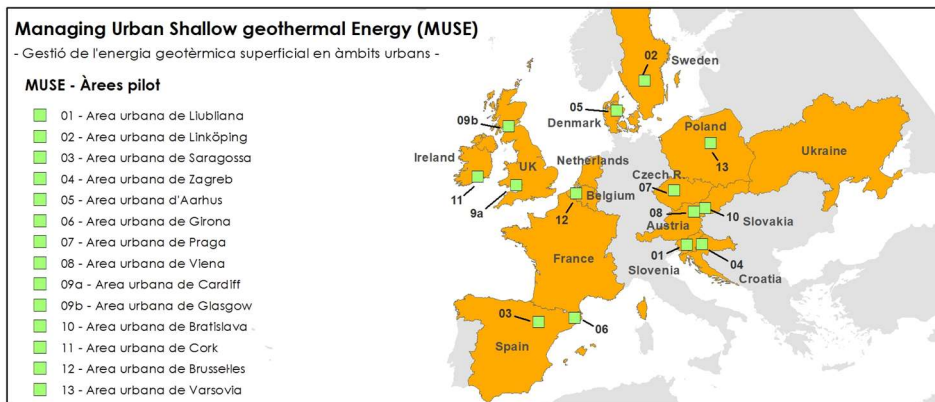 Managing Urban Shallow geothermal Energy (MUSE)
- Gestió de l'energia geotèrmica superficial en àmbits urbans -
MUSE - Àrees pilot
01 - Area urbana de Llubliana
02 - Area urbana de Linköping
03 - Area urbana de Saragossa
04 - Area urbana de Zagreb
05 - Area urbana d'Aarhus
06 - Area urbana de Girona
07 - Area urbana de Praga
08 - Area urbana de Viena
09a - Area urbana de Cardiff
09b - Area urbana de Glasgow
10 - Area urbana de Bratislava
11 - Area urbana de Cork
12 - Area urbana de Brusselles
13 - Area urbana de Varsovia
02
Sweden
05
Denmark
09b
Poland
13
Ukraine
Ireland
UK
Netherlands
Czech R.
07
Belgium
11
9a
12
08
10
Slovakia
Austria
France
01
04
Slovenia
Croatia
03
06
Spain